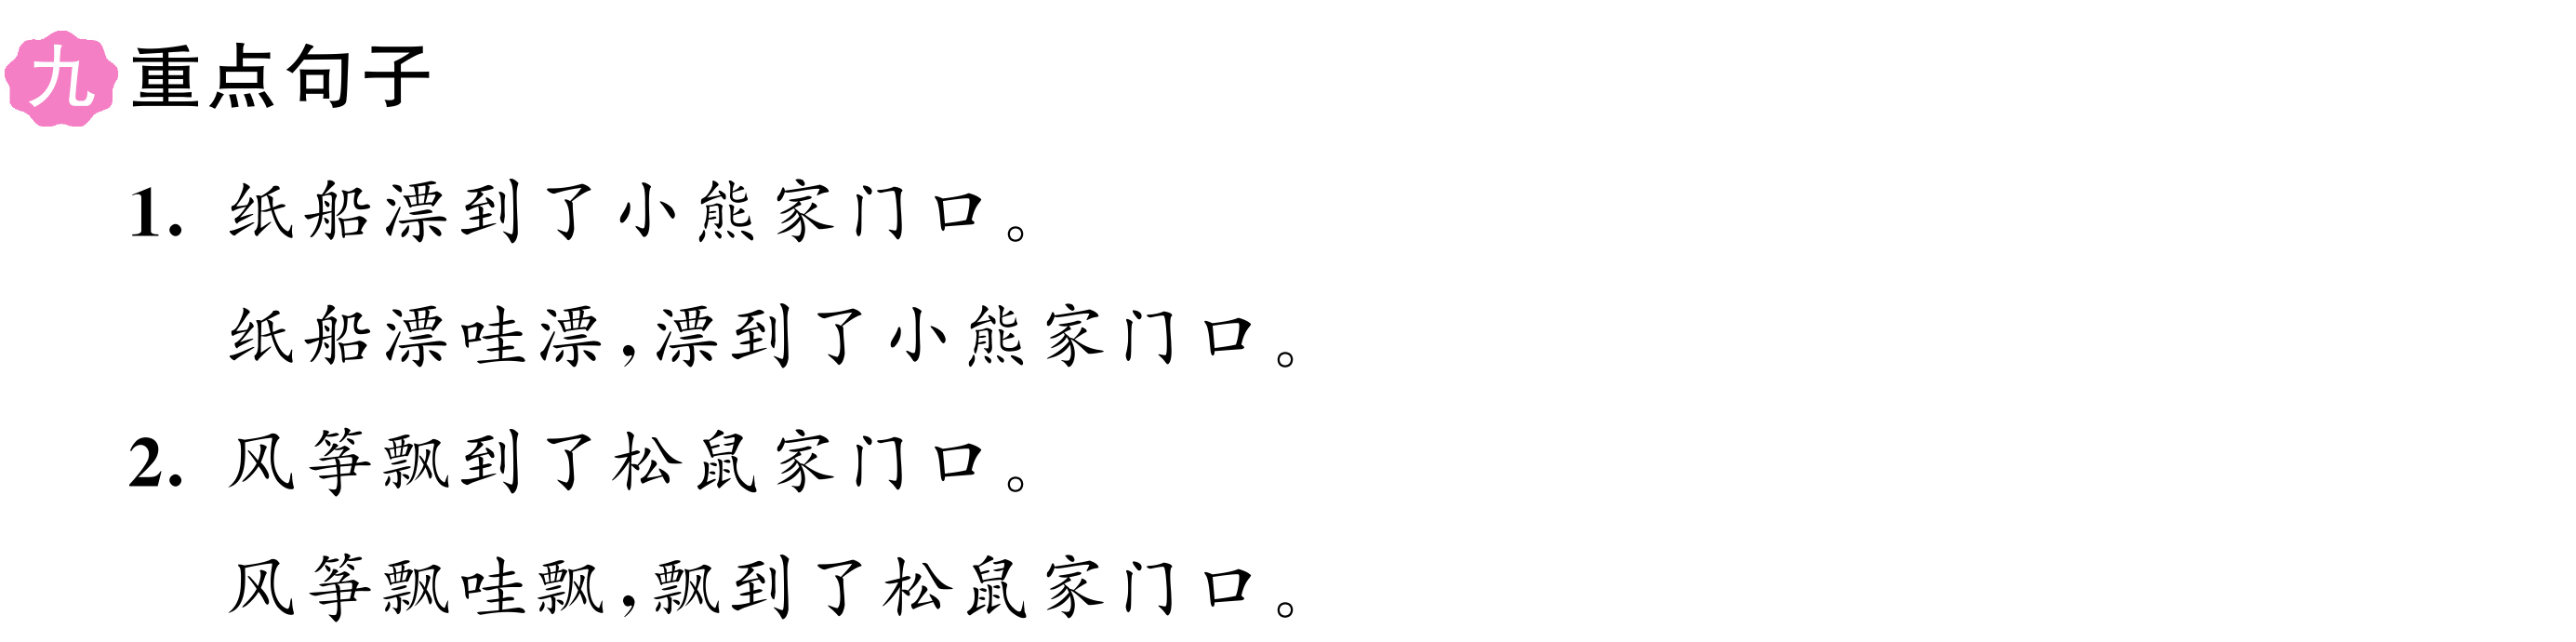 九 重点句子
1. 纸船漂到了小熊家门口。
纸船漂哇漂,漂到了小熊家门口。
2. 风筝飘到了松鼠家门口。
风筝飘哇飘,飘到了松鼠家门口。